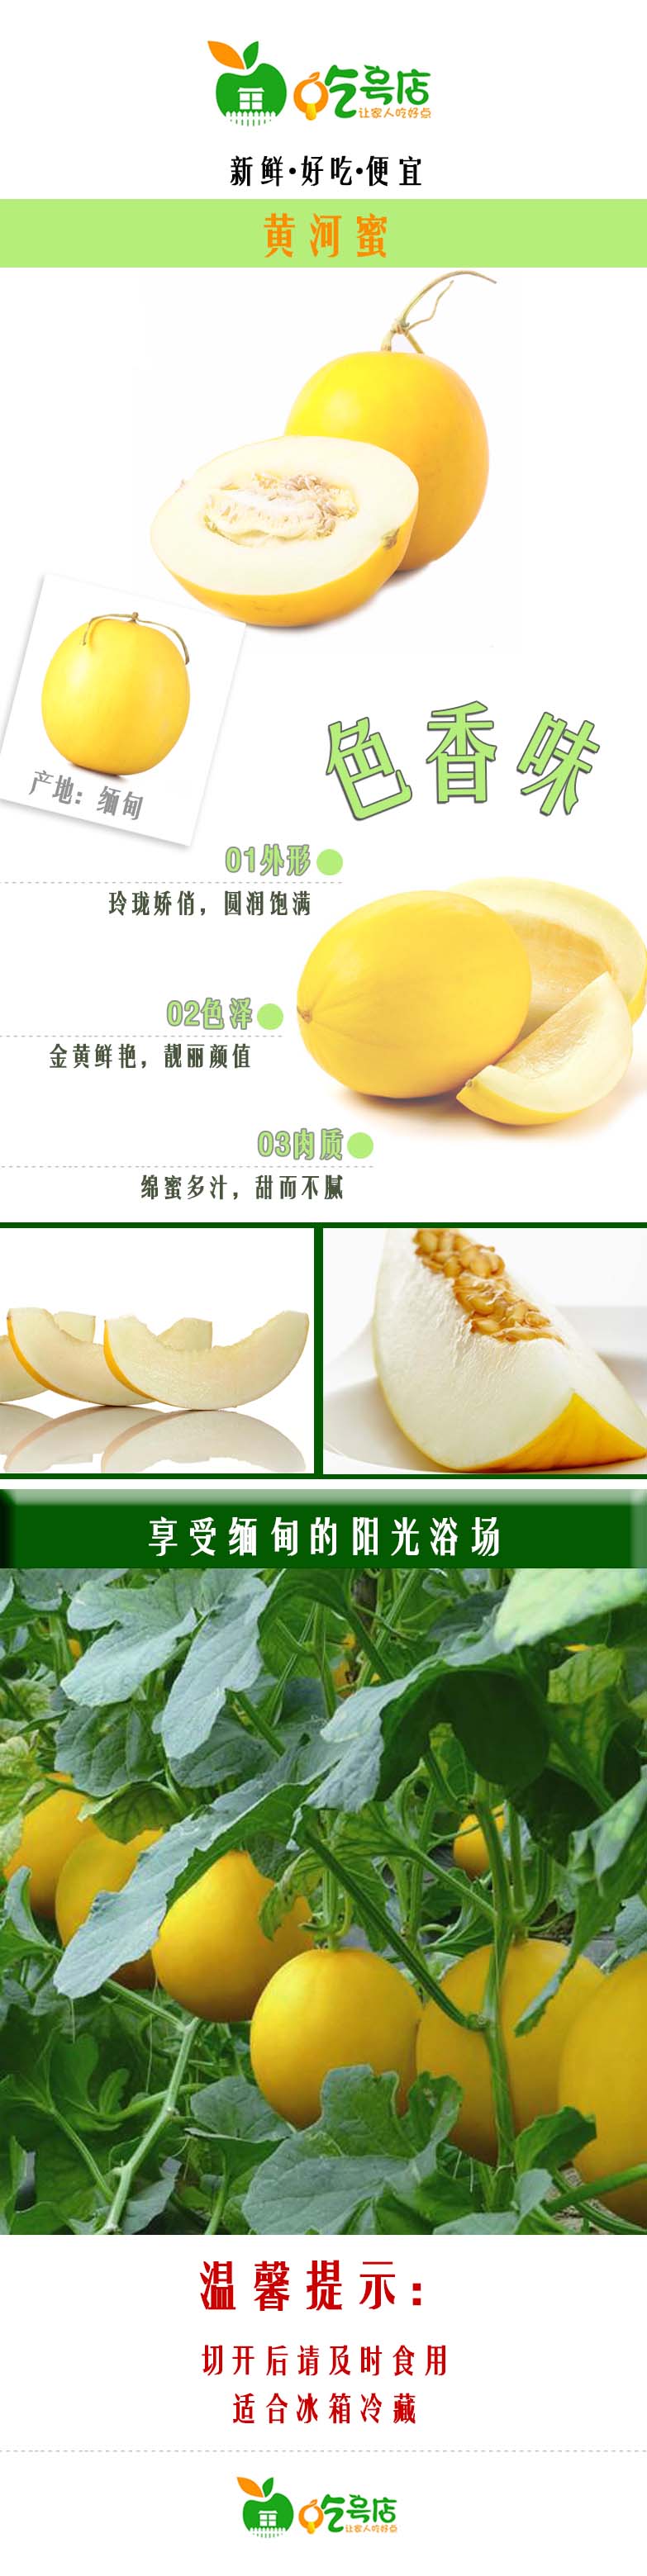 吃号店
让家人吃好点
新鲜·好吃·便宜
黄河蜜
产地：缅甸
色香味
01外形
玲珑娇俏，圆润饱满
02色泽
金黄鲜艳，靓丽颜值
03肉质
绵蜜多汁，甜而不腻
享受缅甸的阳光浴场
温馨提示：
切开后请及时食用
适合冰箱冷藏
吃号店
让家人吃好点